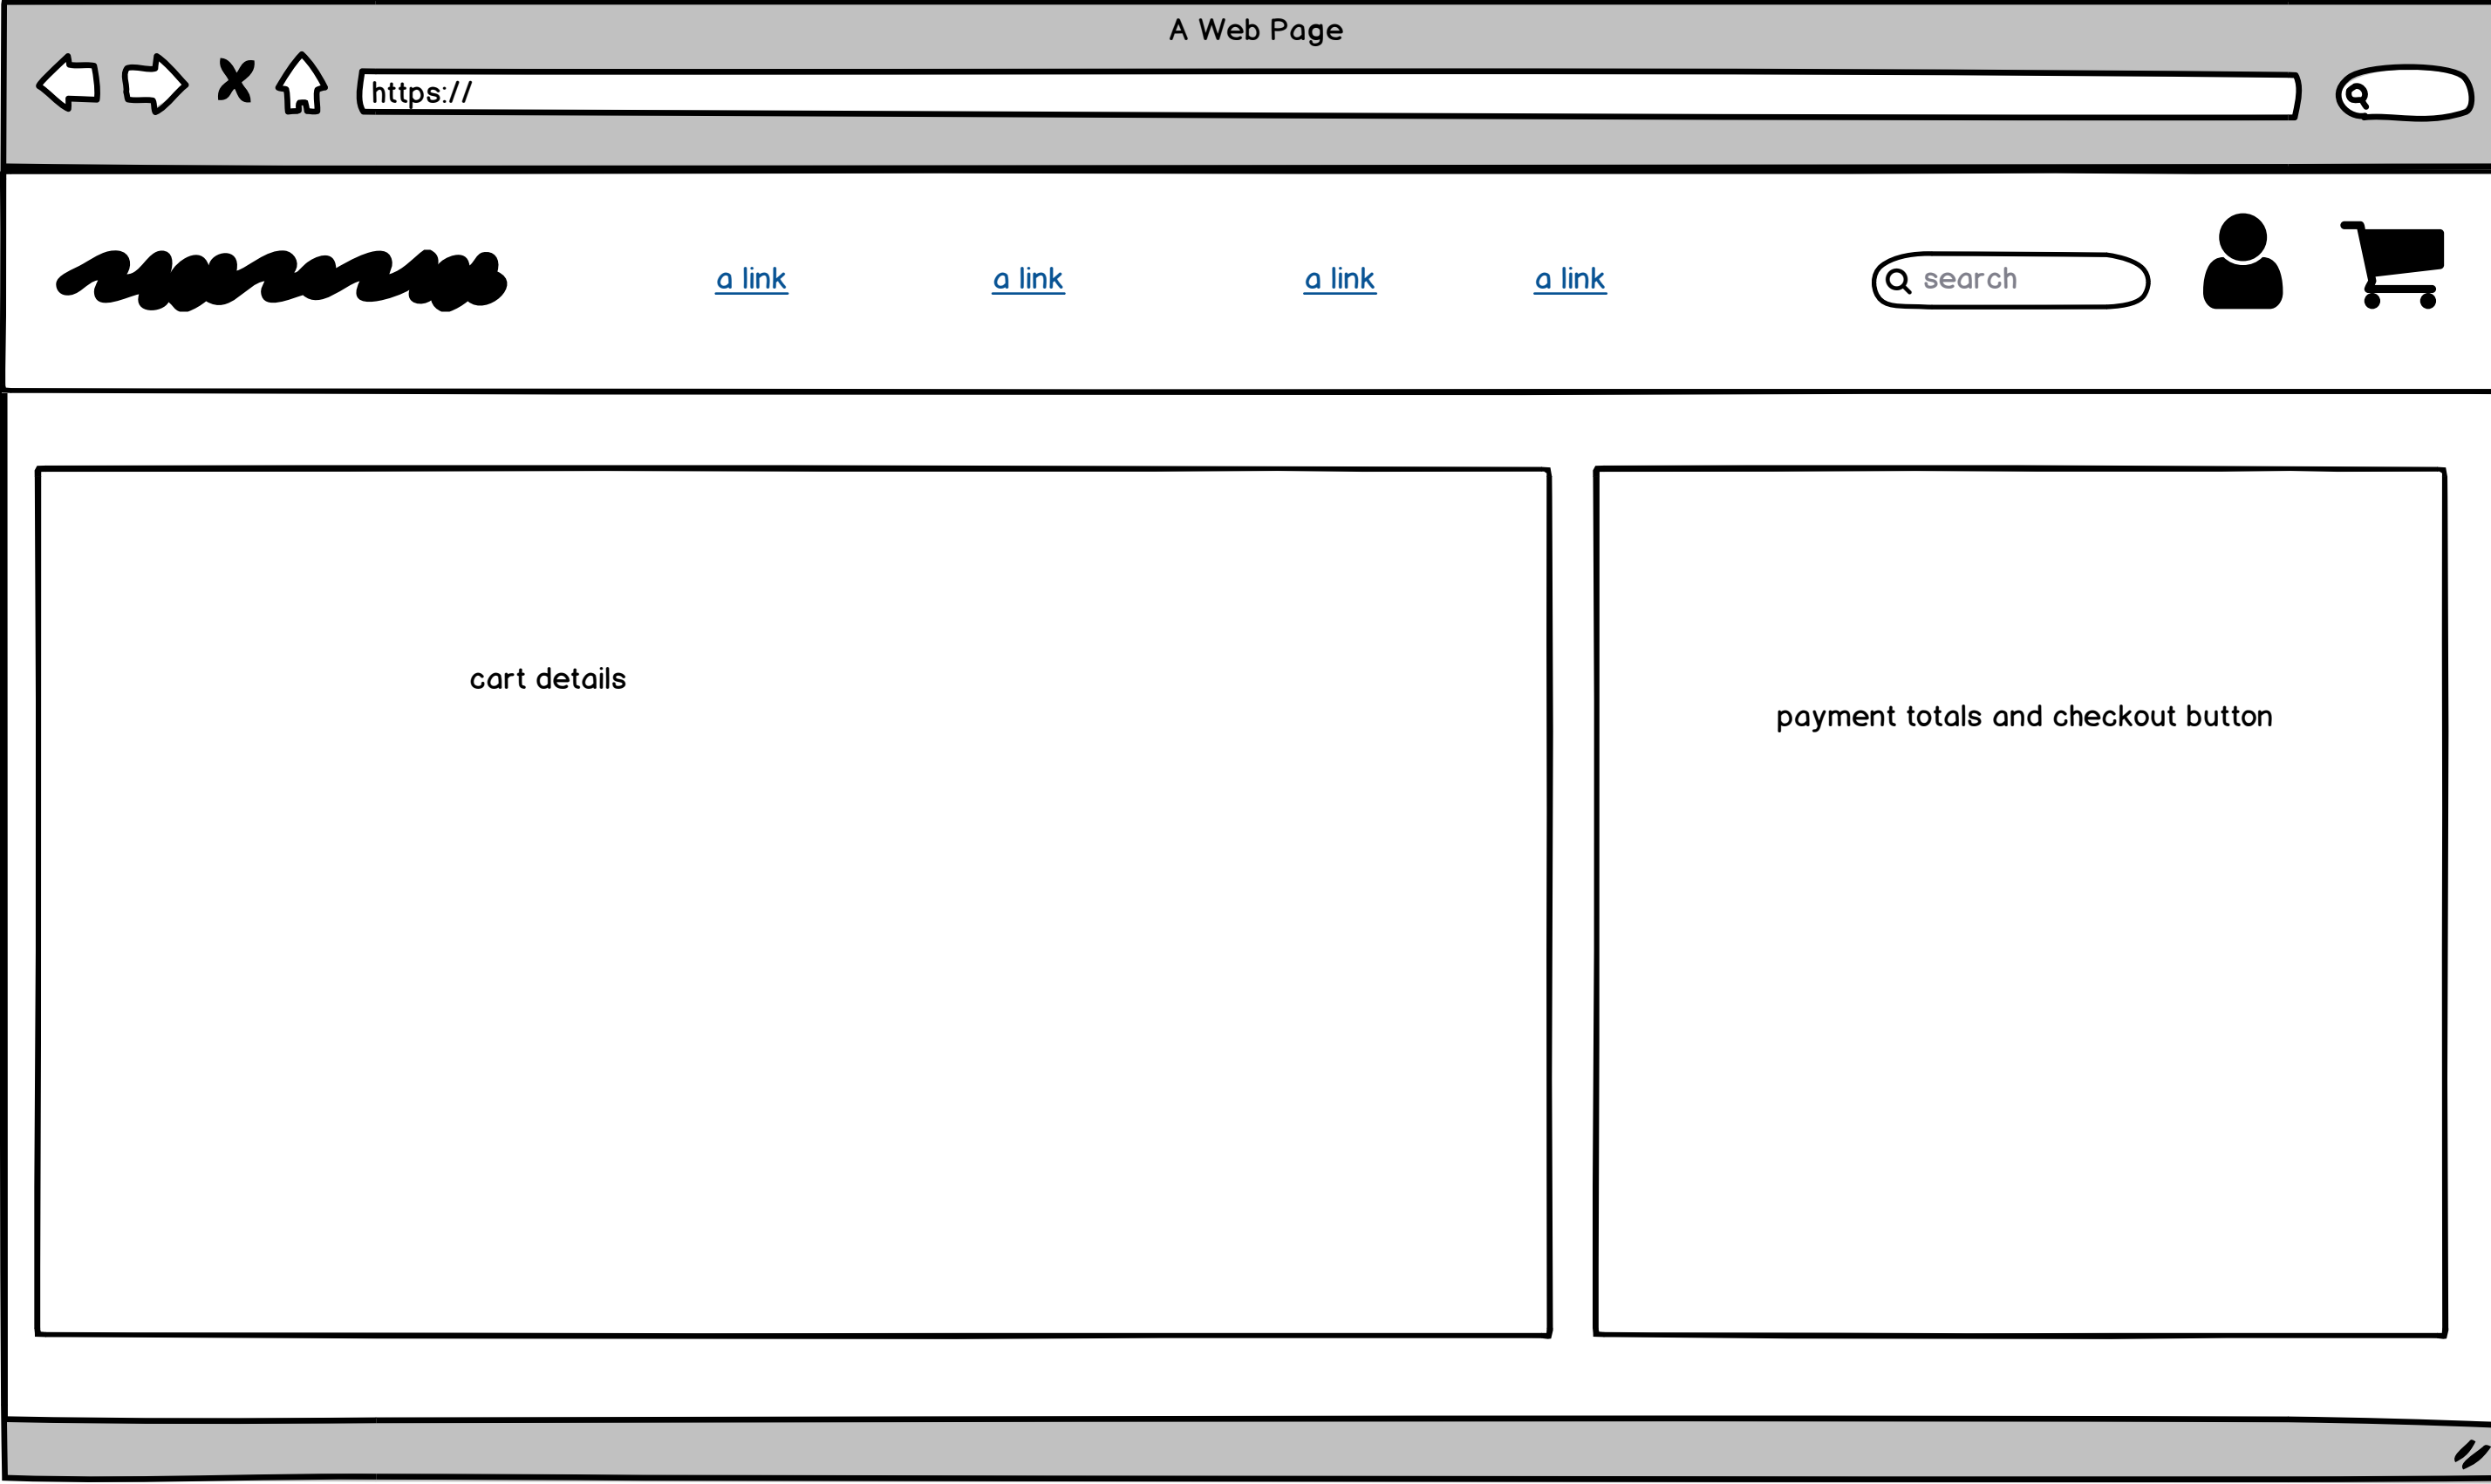 A Web Page
https://
a link a link a link a link search
cart details
payment totals and checkout button